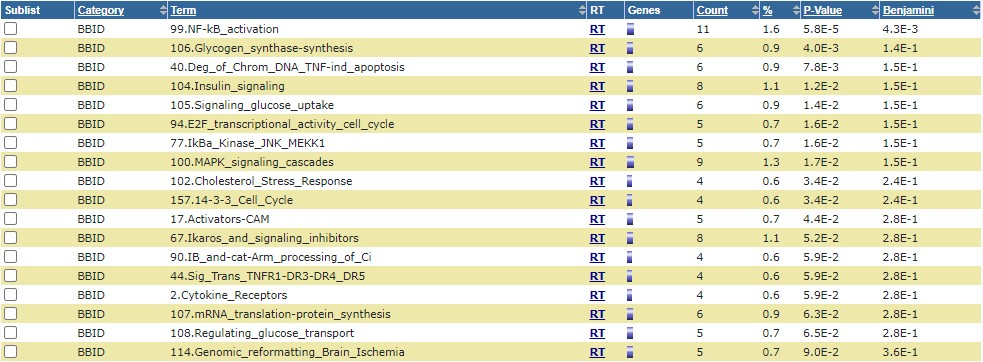 Sublist Category Term RT Genes Count % P-Value Benjamini
BBID 99.NF-kB_activation RT 11 1.6 5.8E-5 4.3E-3
BBID 106.Glycogen_synthase-synthesis RT 6 0.9 4.0E-3 1.4E-1
BBID 40.Deg_of_Chrom_DNA_TNF-ind_apoptosis RT 6 0.9 7.8E-3 1.5E-1
BBID 104.Insulin_signaling RT 8 1.1 1.2E-2 1.5E-1
BBID 105.Signaling_glucose_uptake RT 6 0.9 1.4E-2 1.5E-1
BBID 94.E2F_transcriptional_activity_cell_cycle RT 5 0.7 1.6E-2 1.5E-1
BBID 77.IkBa_Kinase_JNK_MEKK1 RT 5 0.7 1.6E-2 1.5E-1
BBID 100.MAPK_signaling_cascades RT 9 1.3 1.7E-2 1.5E-1
BBID 102.Cholesterol_Stress_Response RT 4 0.6 3.4E-2 2.4E-1
BBID 157.14-3-3_Cell_Cycle RT 4 0.6 3.4E-2 2.4E-1
BBID 17.Activators-CAM RT 5 0.7 4.4E-2 2.8E-1
BBID 67.Ikaros_and_signaling_inhibitors RT 8 1.1 5.2E-2 2.8E-1
BBID 90.IB_and-cat-Arm_processing_of_Ci RT 4 0.6 5.9E-2 2.8E-1
BBID 44.Sig_Trans_TNFR1-DR3-DR4_DR5 RT 4 0.6 5.9E-2 2.8E-1
BBID 2.Cytokine_Receptors RT 4 0.6 5.9E-2 2.8E-1
BBID 107.mRNA_translation-protein_synthesis RT 6 0.9 6.3E-2 2.8E-1
BBID 108.Regulating_glucose_transport RT 5 0.7 6.5E-2 2.8E-1
BBID 114.Genomic_reformatting_Brain_Ischemia RT 5 0.7 9.0E-2 3.6E-1